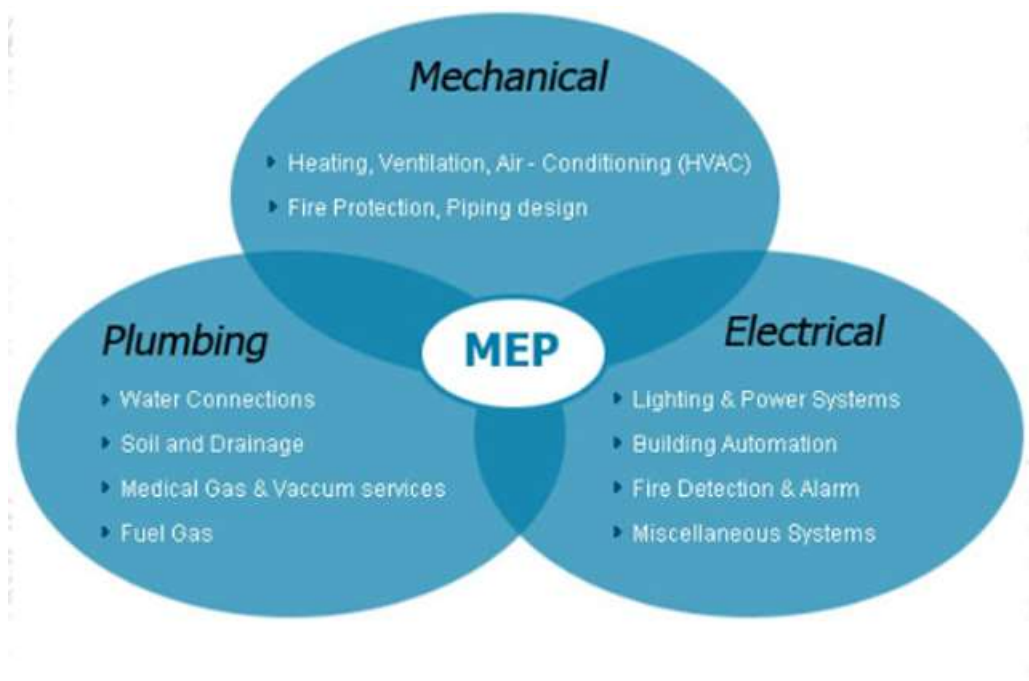 Mechanical
Heating, Ventilation, Air - Conditioning (HVAC)
Fire Protection, Piping design
MEP
Plumbing
Water Connections
Soil and Drainage
Medical Gas & Vaccum services
Fuel Gas
Electrical
Lighting & Power Systems
Building Automation
Fire Detection & Alarm
Miscellaneous Systems